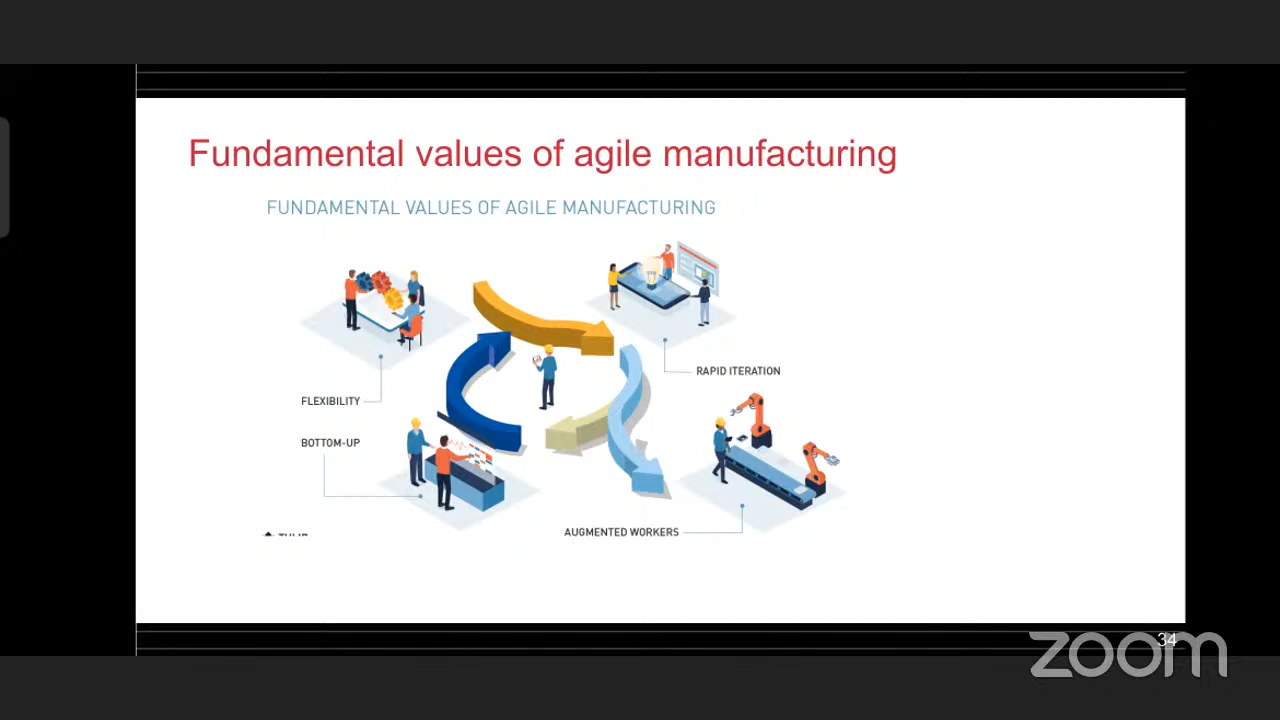 Fundamental values of agile manufacturing
FUNDAMENTAL VALUES OF AGILE MANUFACTURING
RAPID ITERATION
FLEXIBILITY
BOTTOM-UP
AUGMENTED WORKERS
TULIP
34
zoom